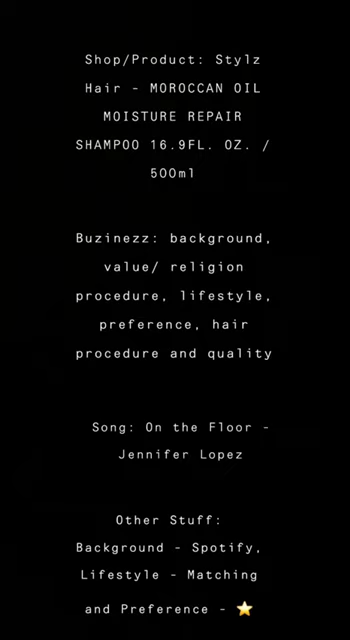 Shop/Product: Stylz
Hair - MOROCCAN OIL
MOISTURE REPAIR
SHAMPOO 16.9FL. OZ. /
500ml
Buzinezz: background,
value/ religion
procedure, lifestyle,
preference, hair
procedure and quality
Song: On the Floor -
Jennifer Lopez
Other Stuff:
Background - Spotify,
Lifestyle - Matching
and Preference - ⭐